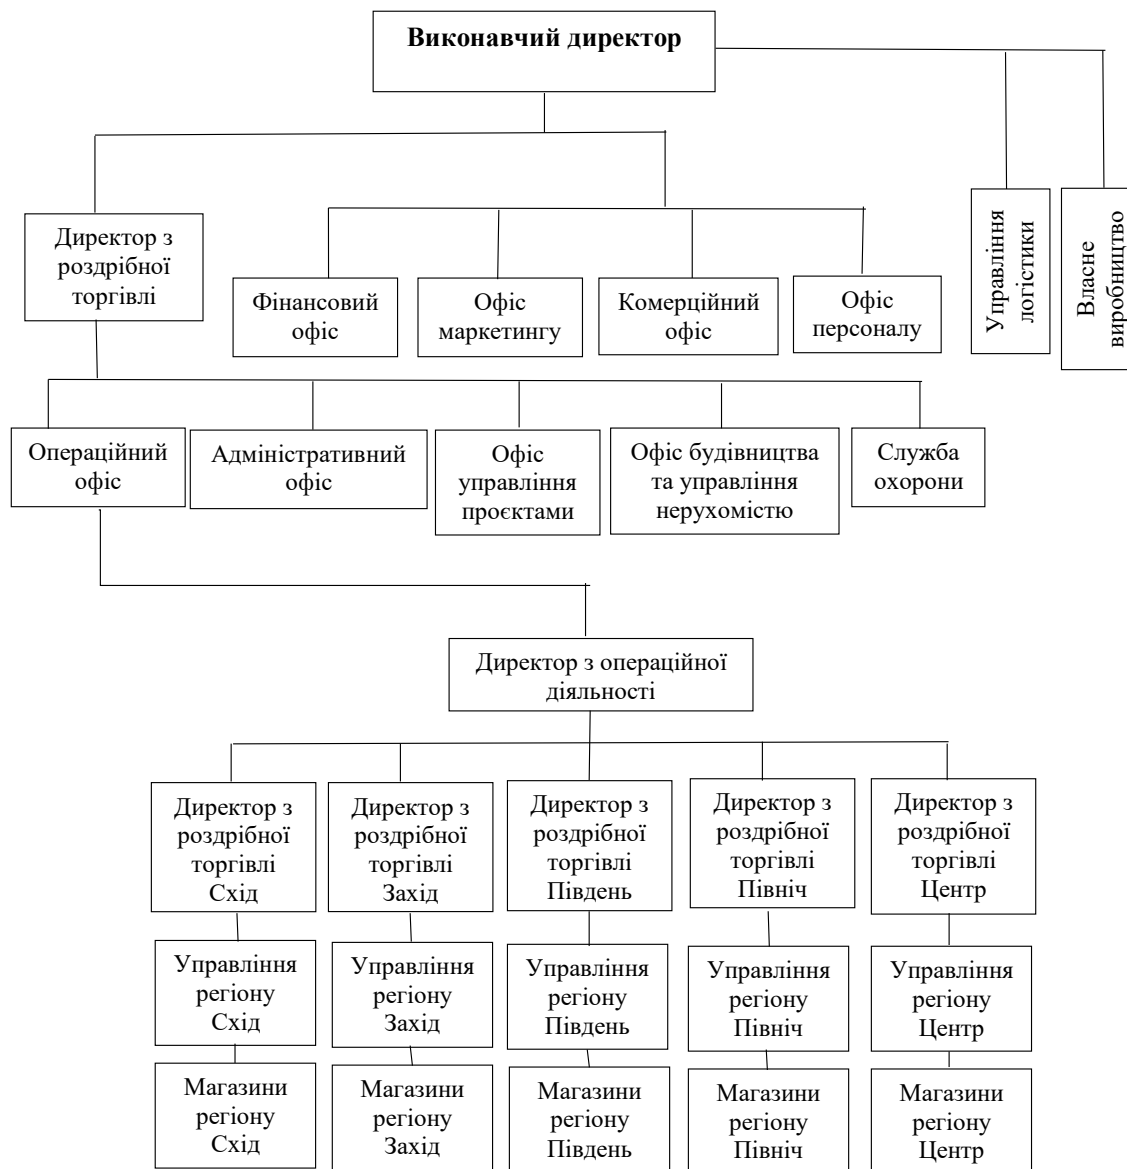 Виконавчий директор
Директор з
роздрібної
торгівлі
Фінансовий
офіс
Офіс
маркетингу
Комерційний
офіс
Офіс
персоналу
Управління
логістики
Власне
виробництво
Операційний
офіс
Адміністративний
офіс
Офіс
управління
проєктами
Офіс будівництва
та управління
нерухомістю
Служба
охорони
Директор з операційної
діяльності
Директор з
роздрібної
торгівлі
Схід
Директор з
роздрібної
торгівлі
Захід
Директор з
роздрібної
торгівлі
Південь
Директор з
роздрібної
торгівлі
Північ
Директор з
роздрібної
торгівлі
Центр
Управління
регіону
Схід
Управління
регіону
Захід
Управління
регіону
Південь
Управління
регіону
Північ
Управління
регіону
Центр
Магазини
регіону
Схід
Магазини
регіону
Захід
Магазини
регіону
Південь
Магазини
регіону
Північ
Магазини
регіону
Центр